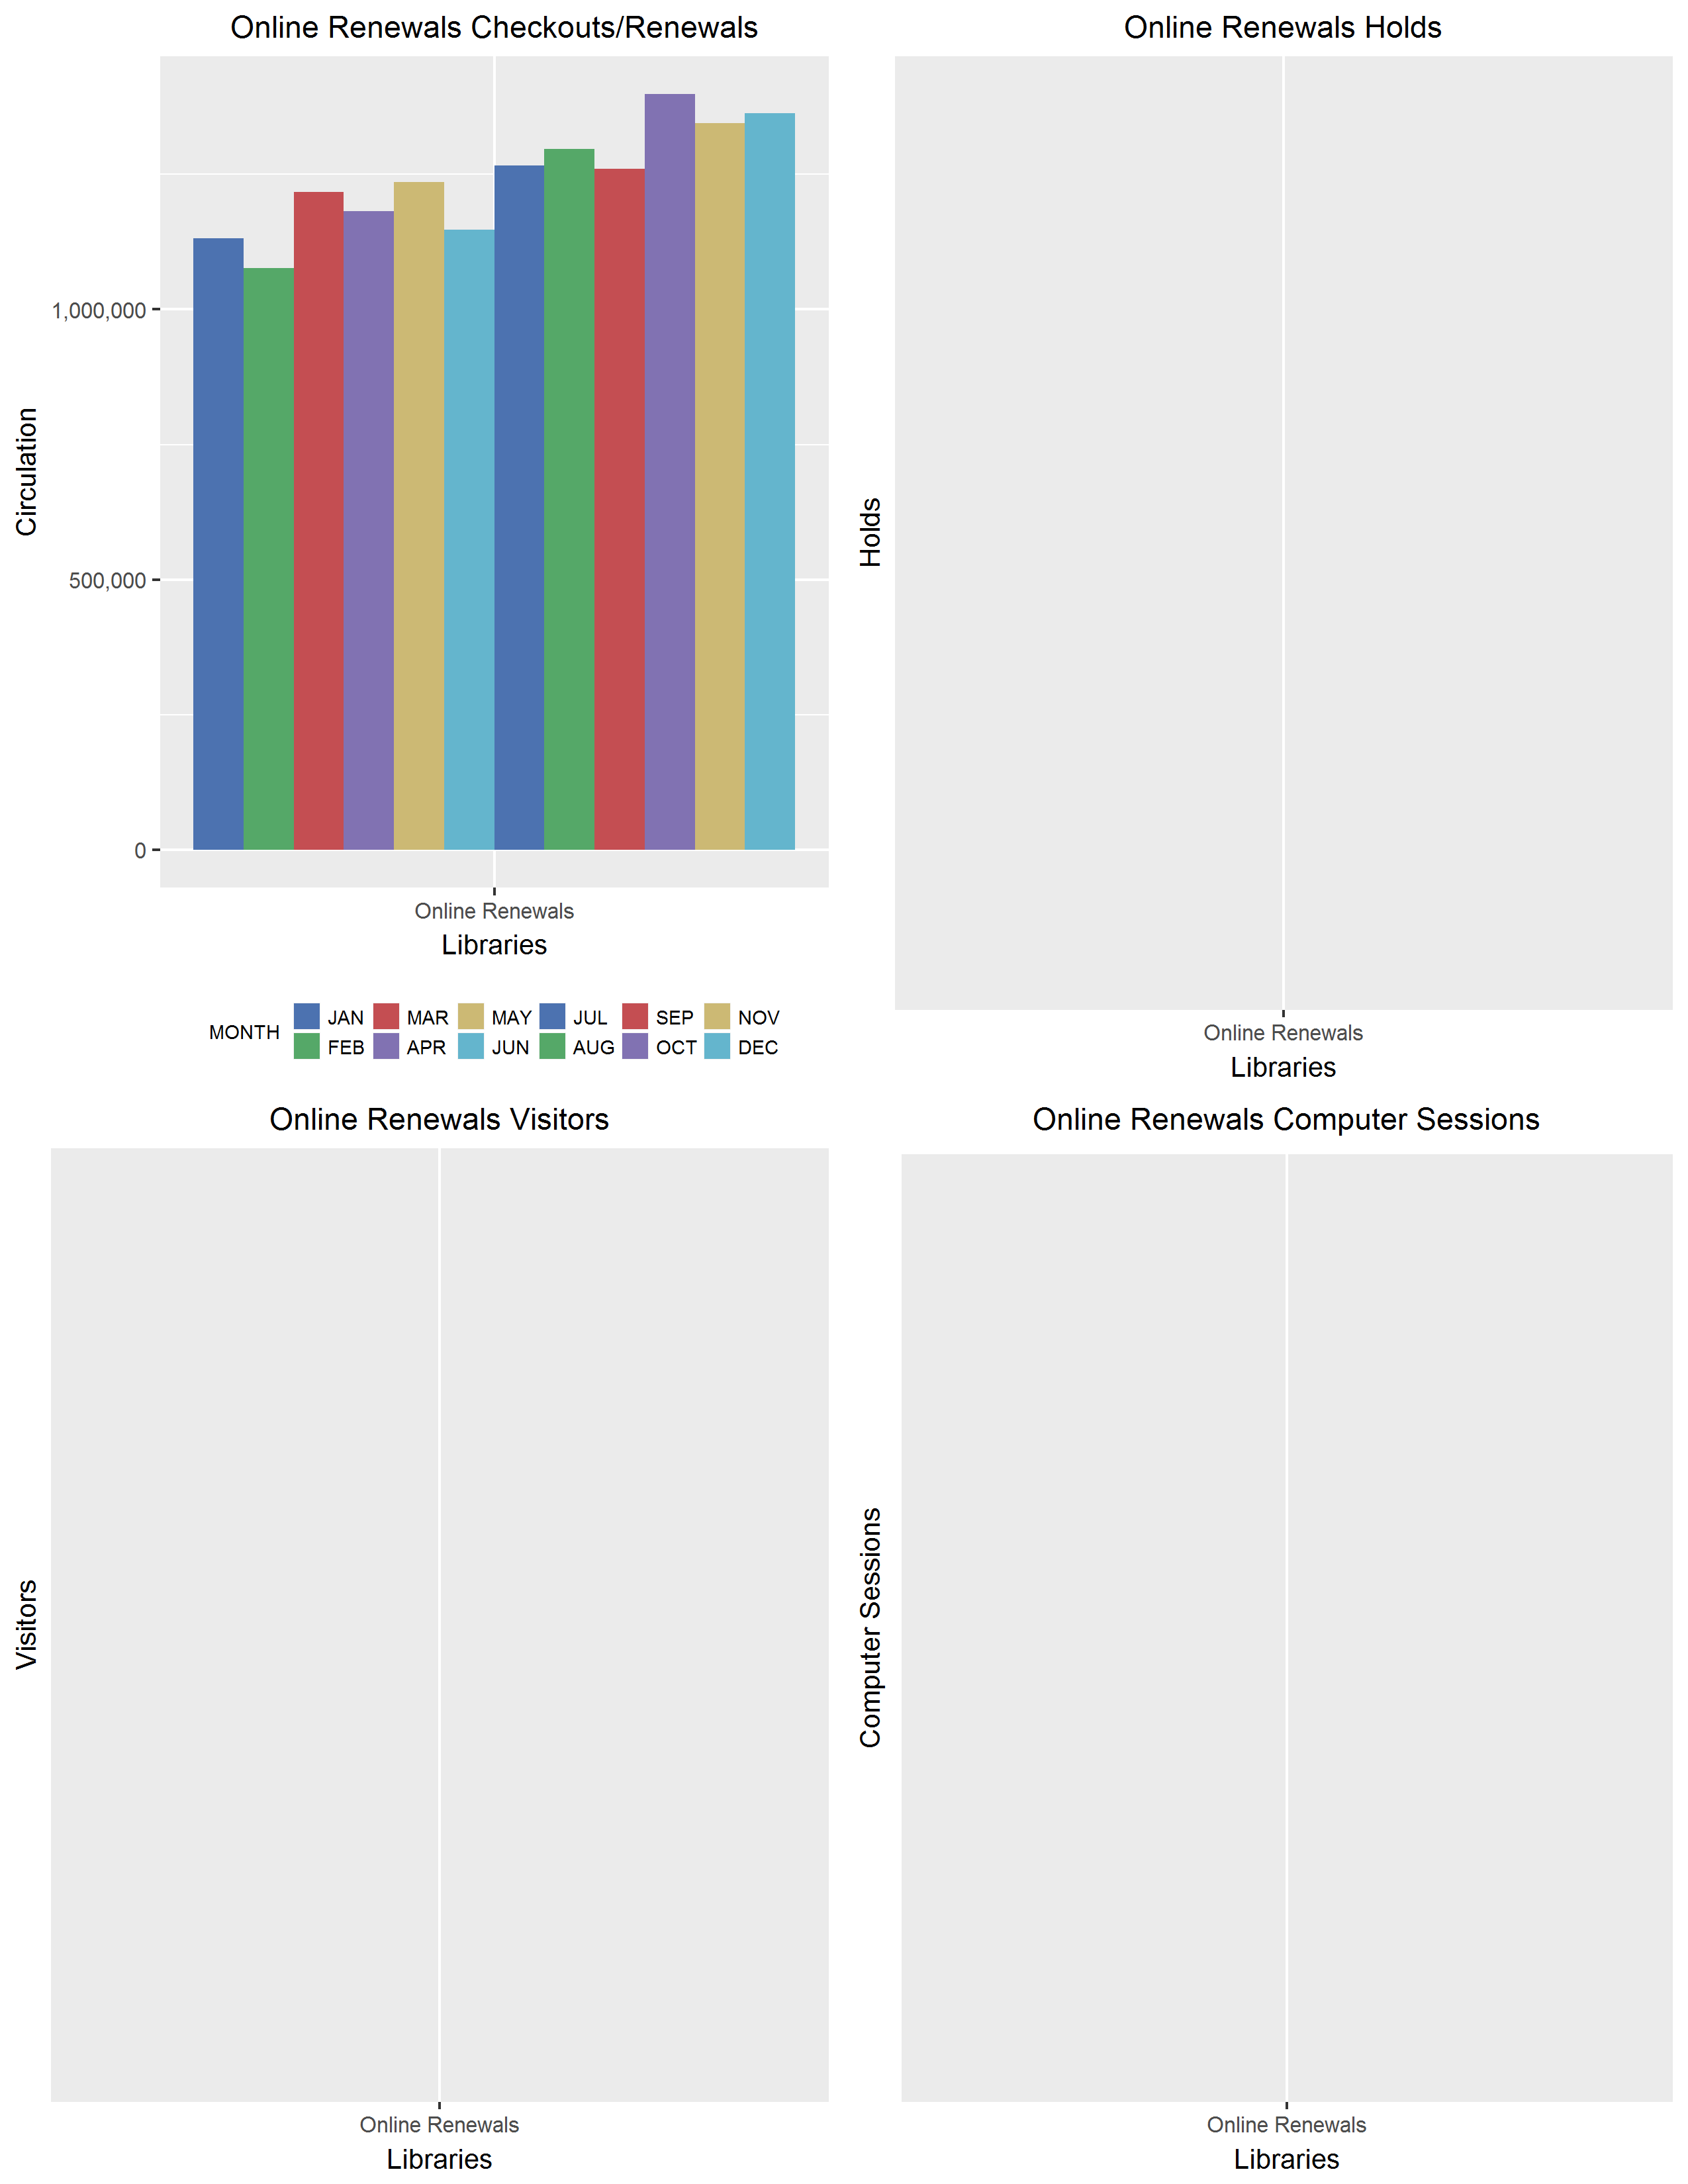 Online Renewals Checkouts/Renewals
Circulation
1,000,000
500,000
0
Online Renewals
Libraries
MONTH
JAN MAR MAY JUL SEP NOV
FEB APR JUN AUG OCT DEC
Online Renewals Holds
Holds
Online Renewals
Libraries
Online Renewals Visitors
Visitors
Online Renewals
Libraries
Online Renewals Computer Sessions
Computer Sessions
Online Renewals
Libraries